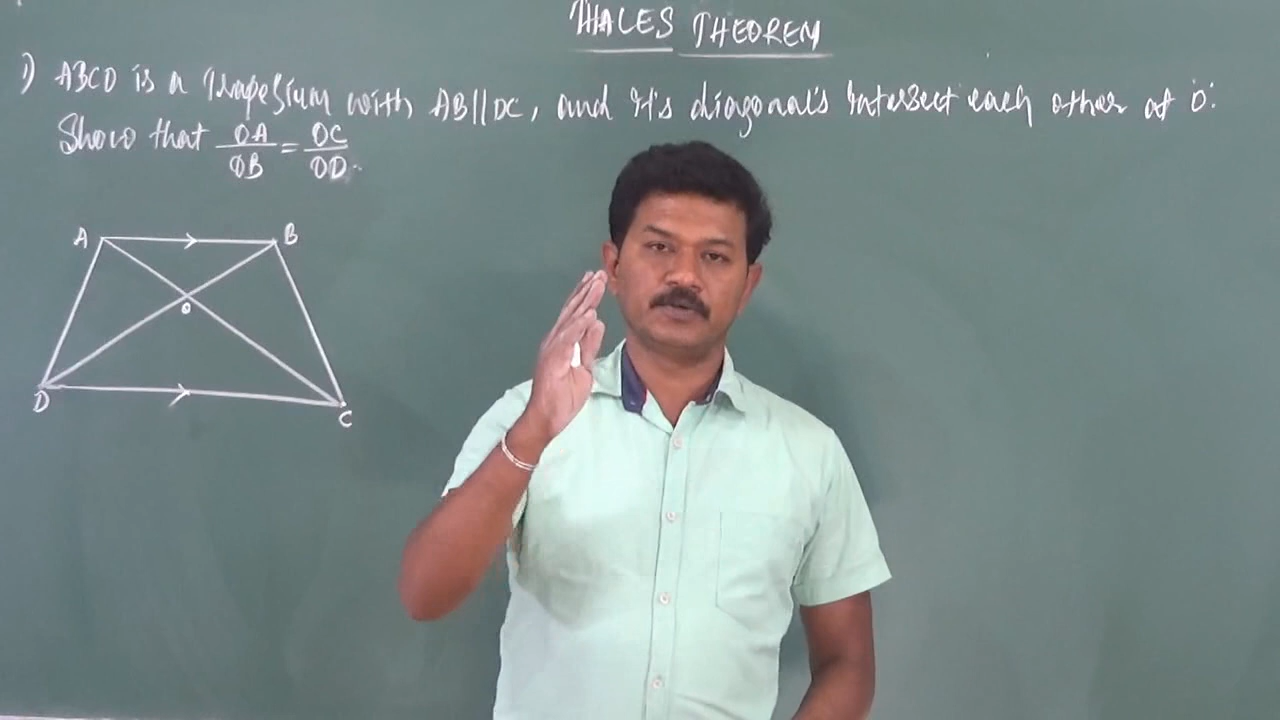 THALES THEOREM
1) ABCD is a Trapezium with AB||DC, and it's diagonal's intersect each other at O.
Show that OA/OB = OC/OD.
A B
O
D C